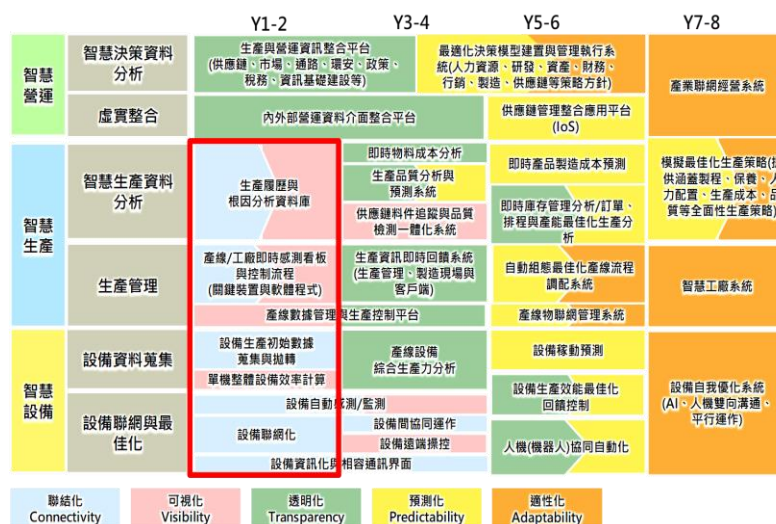 Y1-2
Y3-4
Y5-6
Y7-8
智慧
營運
智慧決策資料
分析
生產與營運資訊整合平台
(供應鏈、市場、通路、環安、政策、
稅務、資訊基礎建設等)
最適化決策模型建置與管理執行系
統(人力資源、研發、資產、財務、
行銷、製造、供應鏈等策略方針)
產業聯網經營系統
虛實整合
內外部營運資料介面整合平台
供應鏈管理整合應用平台
(IoS)
智慧
生產
智慧生產資料
分析
生產履歷與
根因分析資料庫
即時物料成本分析
生產品質分析與
預測系統
供應鏈料件追蹤與品質
檢測一體化系統
即時產品製造成本預測
即時庫存管理分析/訂單、
排程與產能最佳化生產分
析
模擬最佳化生產策略(提
供涵蓋製程、保養、人
力配置、生產成本、品
質等全面性生產策略)
生產管理
產線/工廠即時感測看板
與控制流程
(關鍵裝置與軟體程式)
生產資訊即時回饋系統
(生產管理、製造現場與
客戶端)
自動組態最佳化產線流程
調配系統
智慧工廠系統
產線數據管理與生產控制平台
產線物聯網管理系統
智慧
設備
設備資料蒐集
設備生產初始數據
蒐集與拋轉
單機整體設備效率計算
產線設備
綜合生產力分析
設備稼動預測
設備自我優化系統
(AI、人機雙向溝通、
平行運作)
設備聯網與最
佳化
設備自動感測/監測
設備聯網化
設備間協同運作
設備遠端操控
設備資訊化與相容通訊界面
設備生產效能最佳化
回饋控制
人機(機器人)協同自動化
聯結化
Connectivity
可視化
Visibility
透明化
Transparency
預測化
Predictability
適性化
Adaptability